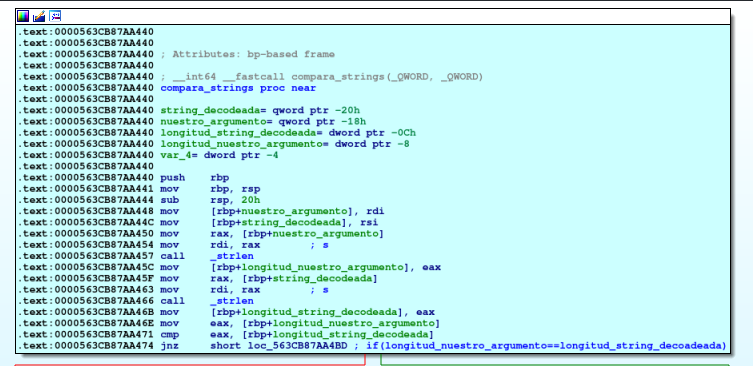 .text:0000563CB87AA440
.text:0000563CB87AA440
.text:0000563CB87AA440 ; Attributes: bp-based frame
.text:0000563CB87AA440
.text:0000563CB87AA440 ; __int64 __fastcall compara_strings(_QWORD, _QWORD)
.text:0000563CB87AA440 compara_strings proc near
.text:0000563CB87AA440
.text:0000563CB87AA440 string_decodeada= qword ptr -20h
.text:0000563CB87AA440 nuestro_argumento= qword ptr -18h
.text:0000563CB87AA440 longitud_string_decodeada= dword ptr -0Ch
.text:0000563CB87AA440 longitud_nuestro_argumento= dword ptr -8
.text:0000563CB87AA440 var_4= dword ptr -4
.text:0000563CB87AA440
.text:0000563CB87AA440 push rbp
.text:0000563CB87AA441 mov rbp, rsp
.text:0000563CB87AA444 sub rsp, 20h
.text:0000563CB87AA448 mov [rbp+nuestro_argumento], rdi
.text:0000563CB87AA44C mov [rbp+string_decodeada], rsi
.text:0000563CB87AA450 mov rax, [rbp+nuestro_argumento]
.text:0000563CB87AA454 mov rdi, rax ; s
.text:0000563CB87AA457 call _strlen
.text:0000563CB87AA45C mov [rbp+longitud_nuestro_argumento], eax
.text:0000563CB87AA45F mov rax, [rbp+string_decodeada]
.text:0000563CB87AA463 mov rdi, rax ; s
.text:0000563CB87AA466 call _strlen
.text:0000563CB87AA46B mov [rbp+longitud_string_decodeada], eax
.text:0000563CB87AA46E mov eax, [rbp+longitud_nuestro_argumento]
.text:0000563CB87AA471 cmp eax, [rbp+longitud_string_decodeada]
.text:0000563CB87AA474 jnz short loc_563CB87AA4BD ; if(longitud_nuestro_argumento==longitud_string_decoadeada)